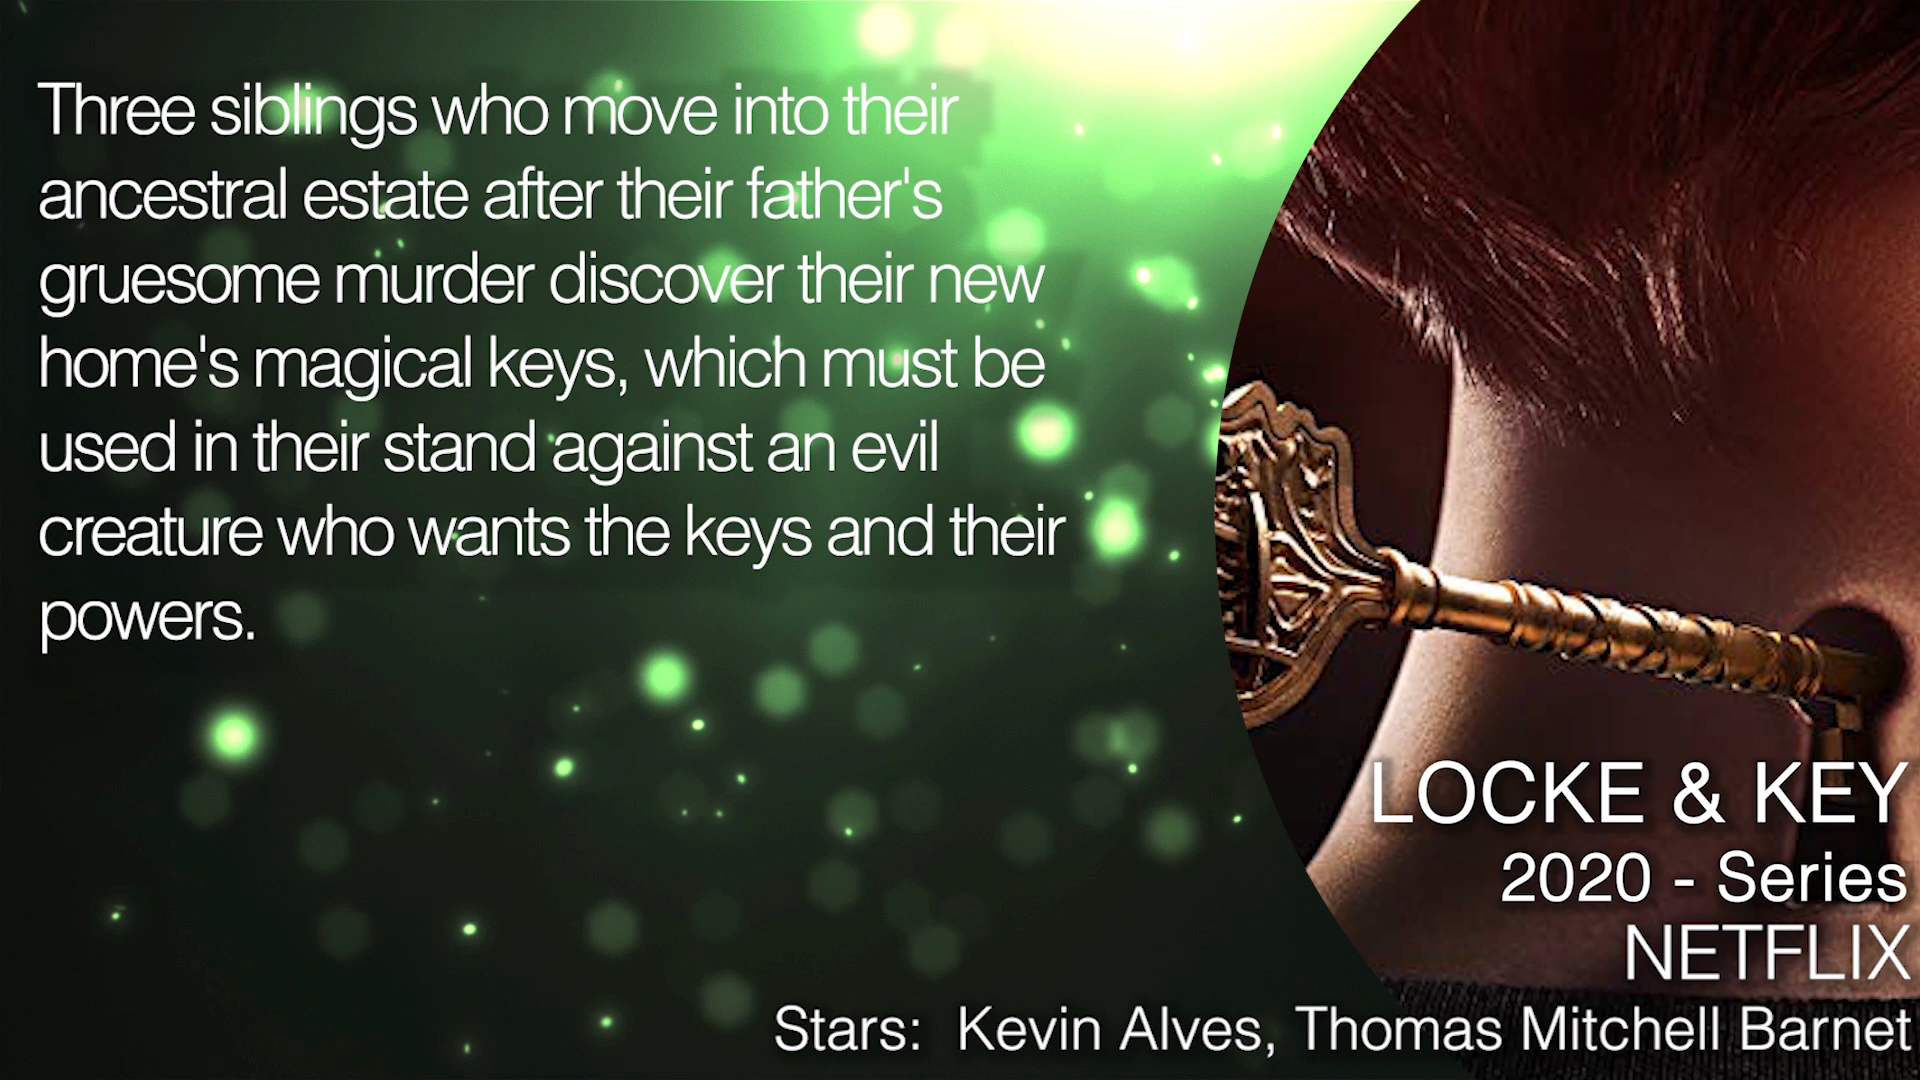 Three siblings who move into their
ancestral estate after their father's
gruesome murder discover their new
home's magical keys, which must be
used in their stand against an evil
creature who wants the keys and their
powers.
LOCKE & KEY
2020 - Series
NETFLIX
Stars:  Kevin Alves, Thomas Mitchell Barnet